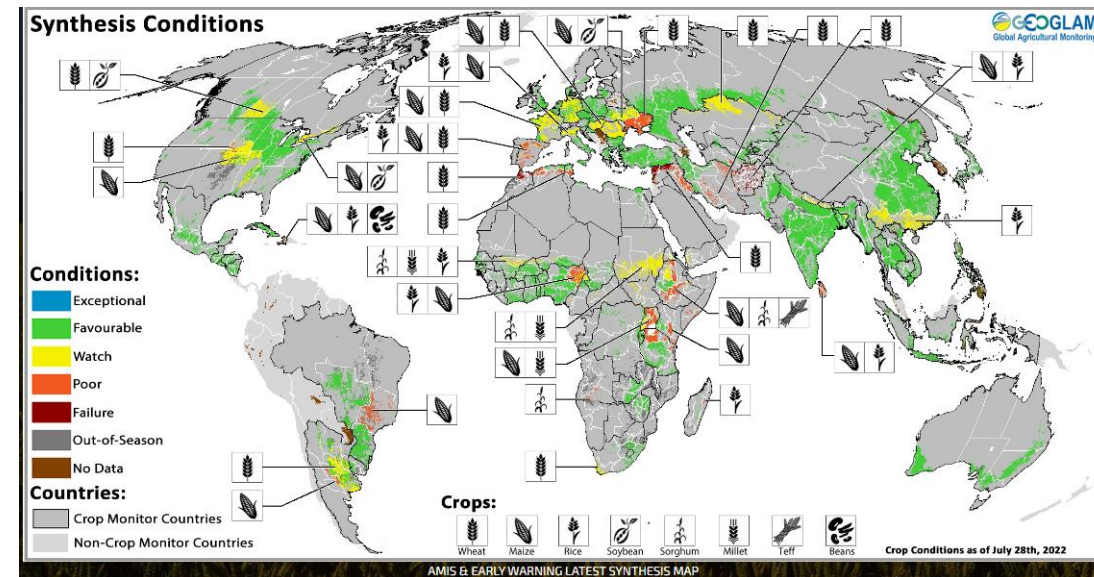 Synthesis Conditions
GEOGLAM
Global Agricultural Monitoring
Conditions:
Exceptional
Favourable
Watch
Poor
Failure
Out-of-Season
No Data
Countries:
Crop Monitor Countries
Non-Crop Monitor Countries
Crops:
Wheat Maize Rice Soybean Sorghum Millet Teff Beans
Crop Conditions as of July 28th, 2022
AMIS & EARLY WARNING LATEST SYNTHESIS MAP